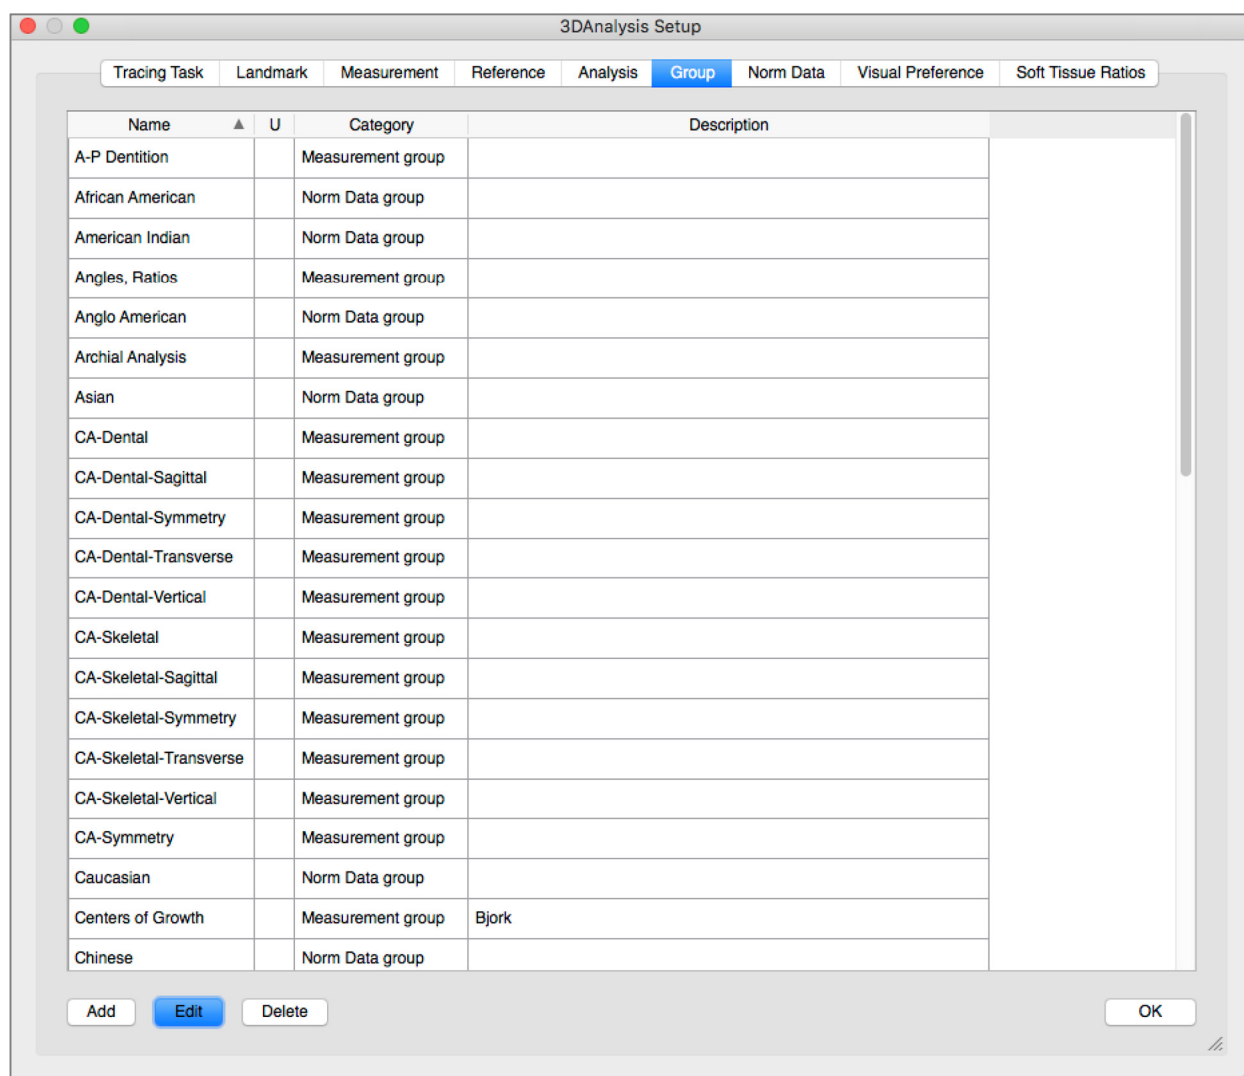 3DAnalysis Setup
Tracing Task Landmark Measurement Reference Analysis Group Norm Data Visual Preference Soft Tissue Ratios
Name U Category Description
A-P Dentition Measurement group
African American Norm Data group
American Indian Norm Data group
Angles, Ratios Measurement group
Anglo American Norm Data group
Archial Analysis Measurement group
Asian Norm Data group
CA-Dental Measurement group
CA-Dental-Sagittal Measurement group
CA-Dental-Symmetry Measurement group
CA-Dental-Transverse Measurement group
CA-Dental-Vertical Measurement group
CA-Skeletal Measurement group
CA-Skeletal-Sagittal Measurement group
CA-Skeletal-Symmetry Measurement group
CA-Skeletal-Transverse Measurement group
CA-Skeletal-Vertical Measurement group
CA-Symmetry Measurement group
Caucasian Norm Data group
Centers of Growth Measurement group Bjork
Chinese Norm Data group
Add Edit Delete OK